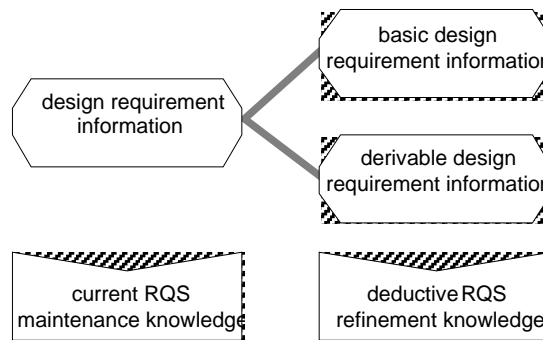 basic design
requirement information
design requirement
information
derivable design
requirement information
current RQS
maintenance knowledge
deductive RQS
refinement knowledge